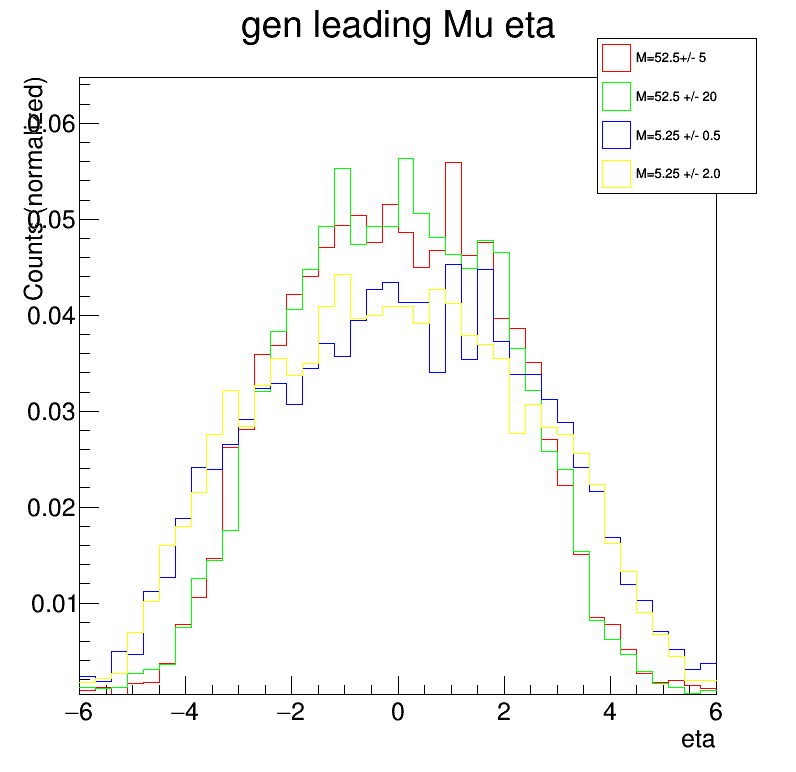 gen leading Mu eta
M=52.5+/- 5
M=52.5 +/- 20
M=5.25 +/- 0.5
M=5.25 +/- 2.0
Counts (normalized)
0.06
0.05
0.04
0.03
0.02
0.01
−6 −4 −2 0 2 4 6
eta